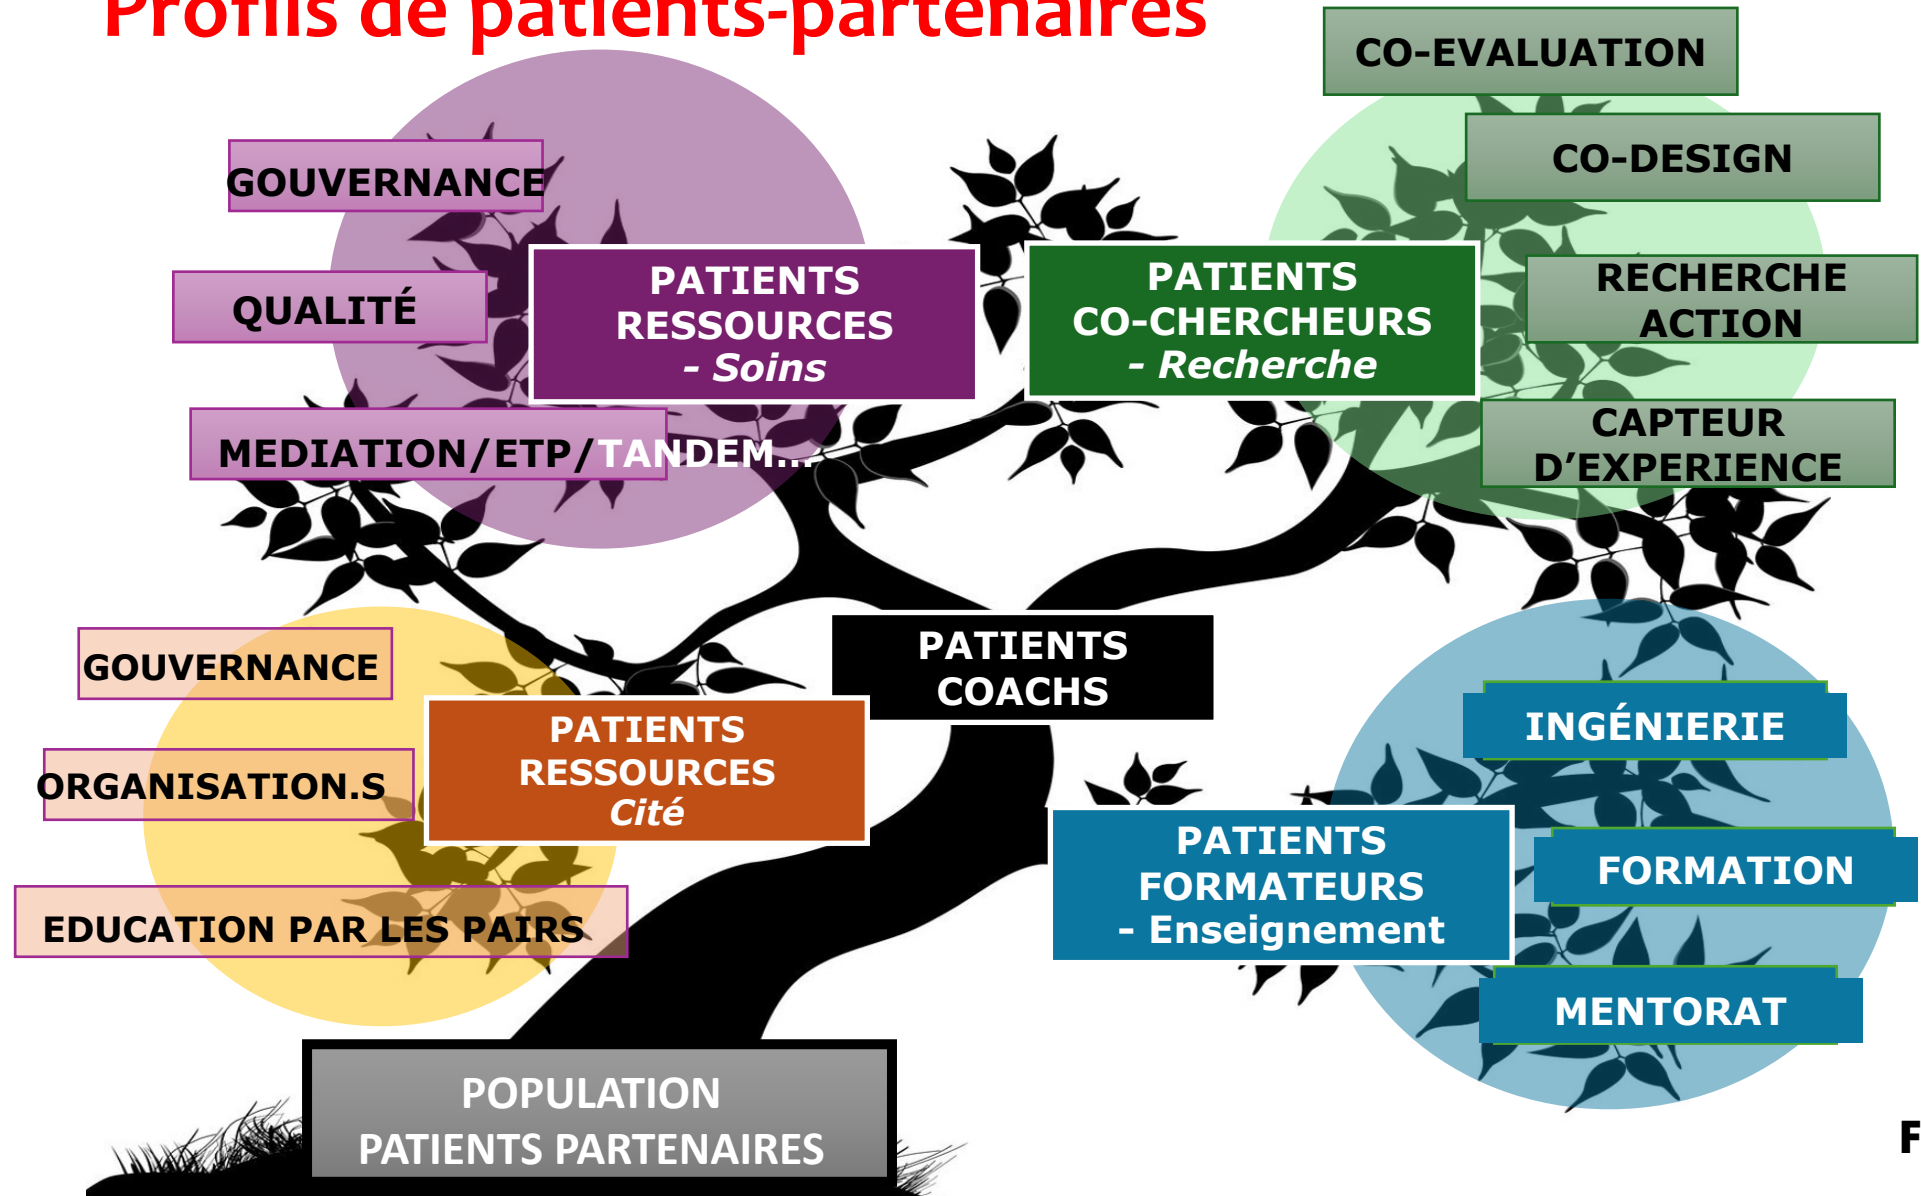 Profils de patients-partenaires
CO-EVALUATION
CO-DESIGN
RECHERCHE
ACTION
CAPTEUR
D’EXPERIENCE
PATIENTS
CO-CHERCHEURS
- Recherche
GOUVERNANCE
QUALITÉ
MEDIATION/ETP/TANDEM...
PATIENTS
RESSOURCES
- Soins
PATIENTS
COACHS
GOUVERNANCE
ORGANISATION.S
EDUCATION PAR LES PAIRS
PATIENTS
RESSOURCES
Cité
PATIENTS
FORMATEURS
- Enseignement
INGÉNIERIE
FORMATION
MENTORAT
POPULATION
PATIENTS PARTENAIRES
F